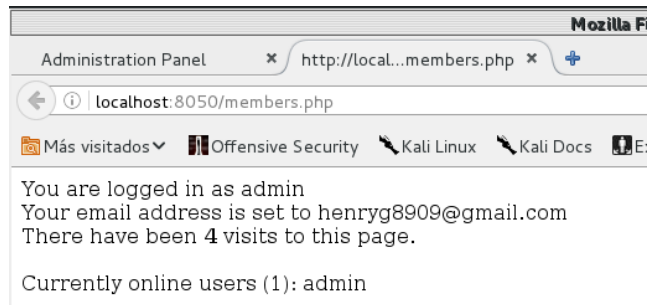 Mozilla Fi
Administration Panel × http://local...members.php ×
localhost:8050/members.php
Más visitados Offensive Security Kali Linux Kali Docs E
You are logged in as admin
Your email address is set to henryg8909@gmail.com
There have been 4 visits to this page.
Currently online users (1): admin